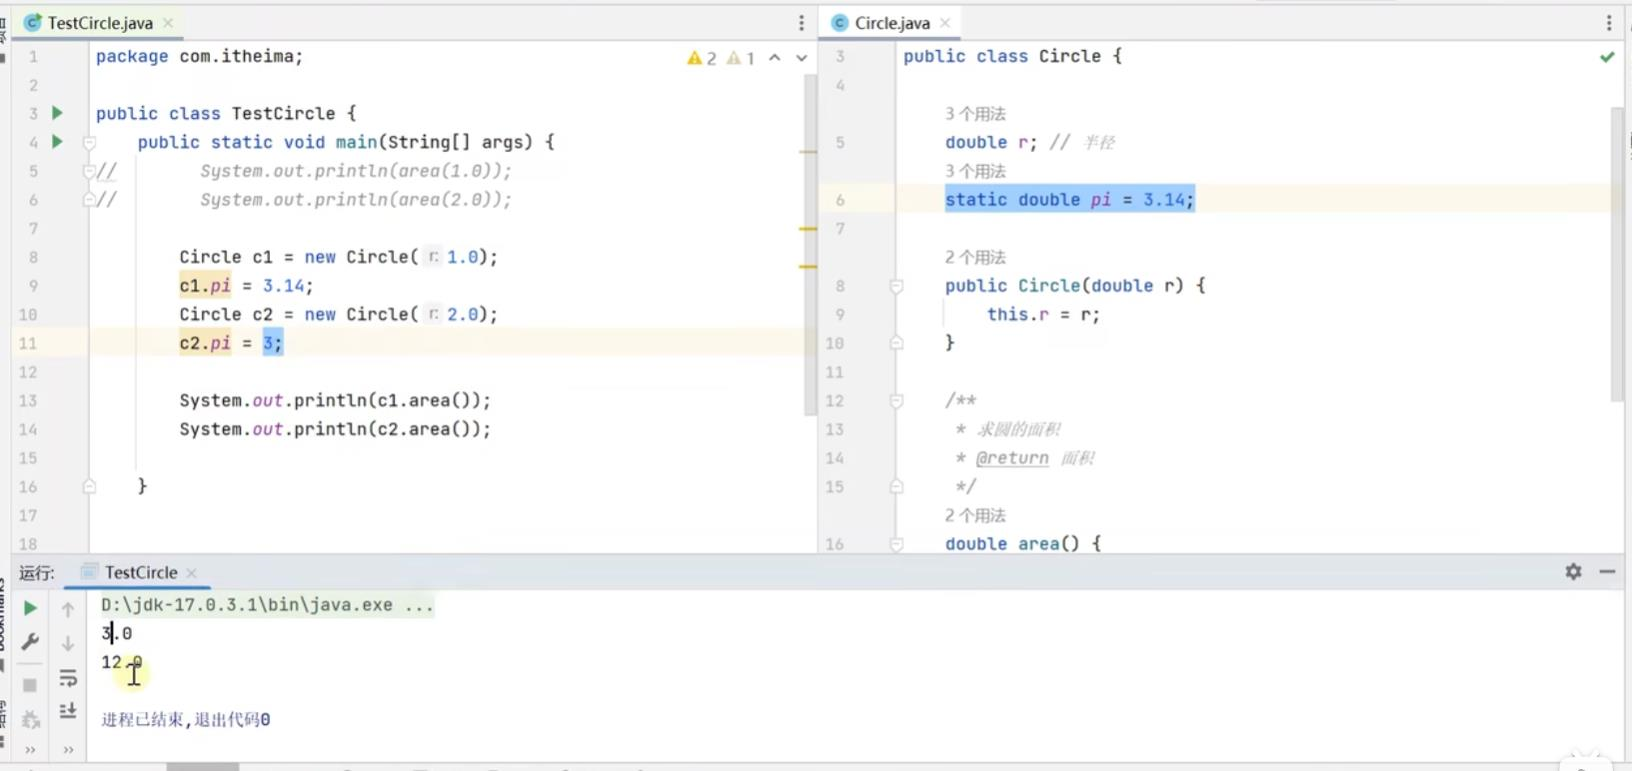 TestCircle.java
1 package com.itheima;
2 1
2
3 public class TestCircle {
4 public static void main(String[] args) {
5 // System.out.println(area(1.0));
6 // System.out.println(area(2.0));
7
8 Circle c1 = new Circle( r: 1.0);
9 c1.pi = 3.14;
10 Circle c2 = new Circle( r: 2.0);
11 c2.pi = 3;
12
13 System.out.println(c1.area());
14 System.out.println(c2.area());
15
16 }
17
18
Circle.java
3 public class Circle {
4
3 个用法
5 double r; // 半径
3 个用法
6 static double pi = 3.14;
7
2 个用法
8 public Circle(double r) {
9 this.r = r;
10 }
11
12 /**
13 * 求圆的面积
14 * @return 面积
15 */
2 个用法
16 double area() {
运行: TestCircle
D:\jdk-17.0.3.1\bin\java.exe ...
3.0
12.0
进程已结束,退出代码0